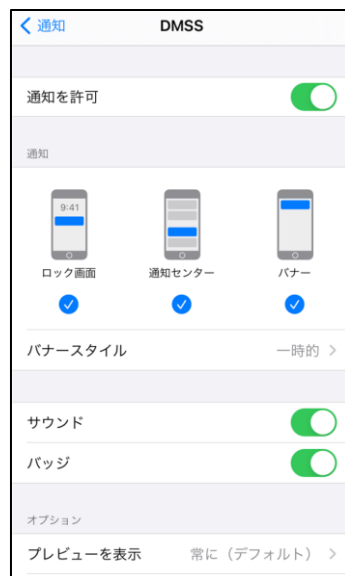 通知 DMSS
通知を許可
通知
9:41
ロック画面 通知センター バナー
バナースタイル 一時的
サウンド
バッジ
オプション
プレビューを表示 常に（デフォルト）